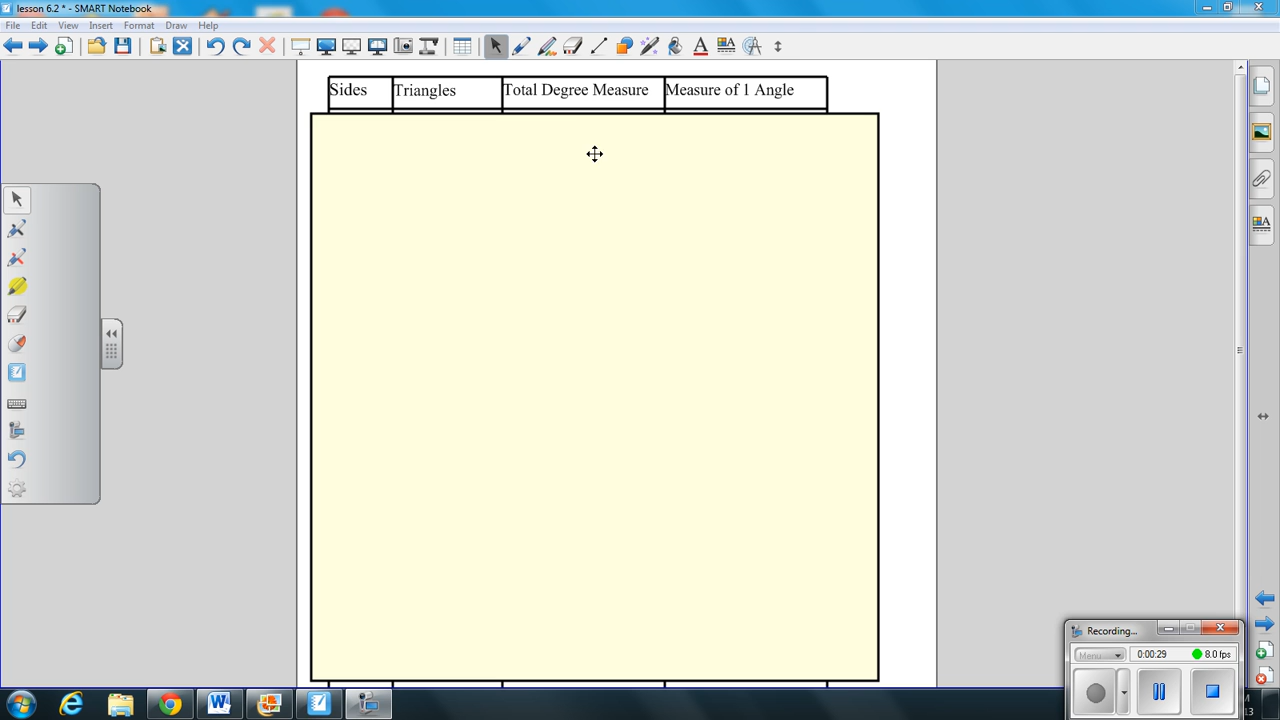 lesson 6.2 * - SMART Notebook
File Edit View Insert Format Draw Help
Sides Triangles Total Degree Measure Measure of 1 Angle
Recording...
Menu 0:00:29 8.0 fps